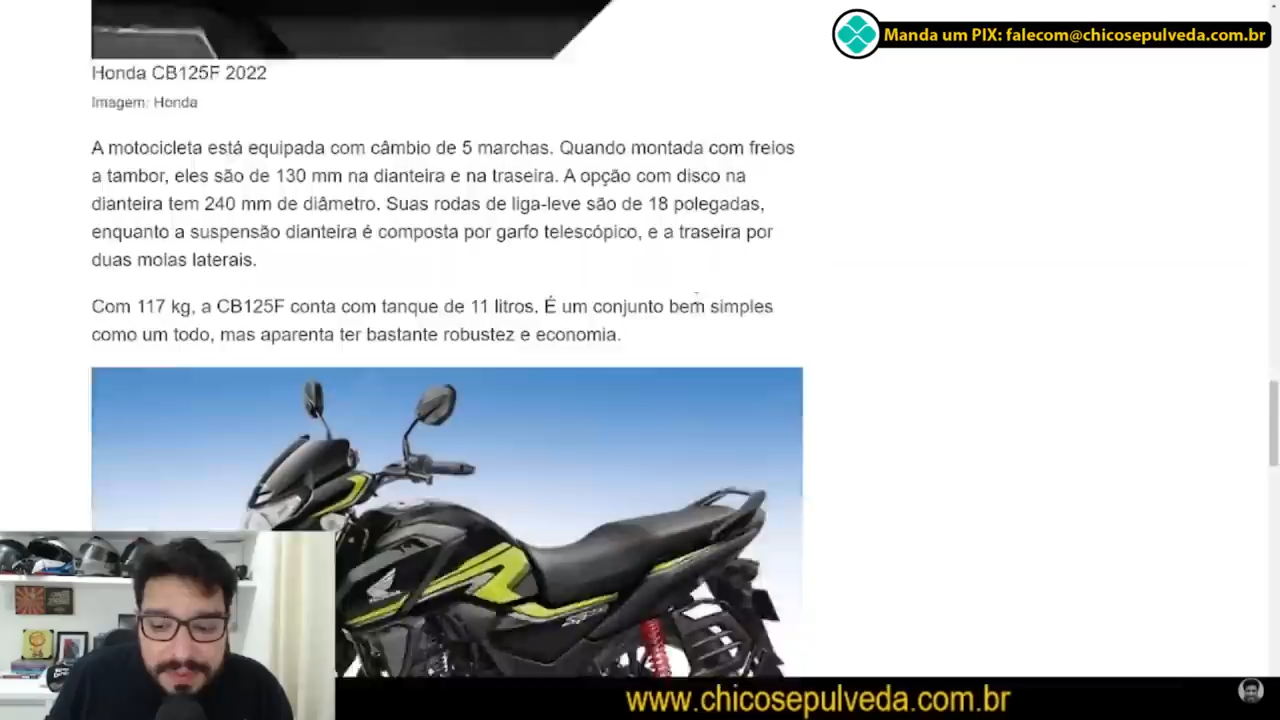 Manda um PIX: falecom@chicosepulveda.com.br
Honda CB125F 2022
Imagem: Honda
A motocicleta está equipada com câmbio de 5 marchas. Quando montada com freios
a tambor, eles são de 130 mm na dianteira e na traseira. A opção com disco na
dianteira tem 240 mm de diâmetro. Suas rodas de liga-leve são de 18 polegadas,
enquanto a suspensão dianteira é composta por garfo telescópico, e a traseira por
duas molas laterais.
Com 117 kg, a CB125F conta com tanque de 11 litros. É um conjunto bem simples
como um todo, mas aparenta ter bastante robustez e economia.
www.chicosepulveda.com.br